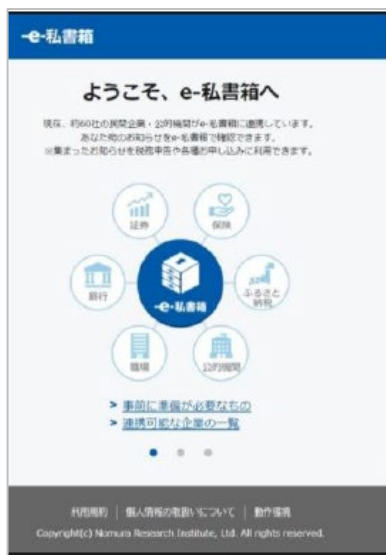 -e-私書箱
ようこそ、e-私書箱へ
現在、約60社の民間企業・公的機関がe-私書箱に連携しています。
あなた宛のお知らせをe-私書箱で確認できます。
※集まったお知らせを税務申告や各種お申し込みに利用できます。
証券
保険
銀行
-e-私書箱
ふるさと
納税
職場
公的機関
> 事前に準備が必要なもの
> 連携可能な企業の一覧
利用規約 | 個人情報の取扱いについて | 動作環境
Copyright(c) Nomura Research Institute, Ltd. All rights reserved.